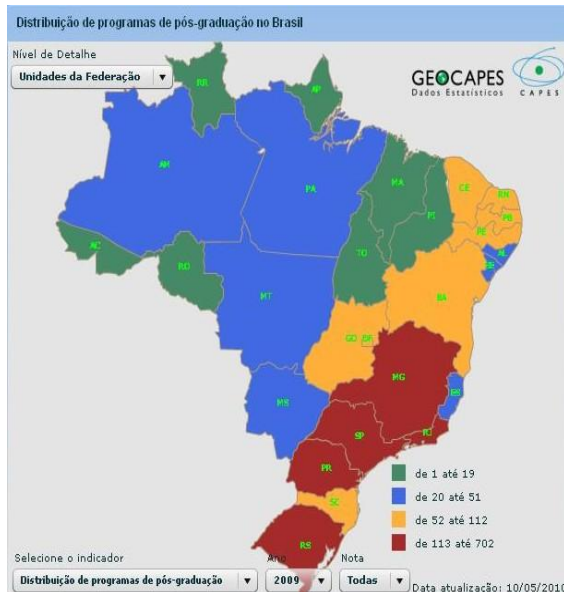 Distribuição de programas de pós-graduação no Brasil
Nível de Detalhe
Unidades da Federação
GEOCAPES
Dados Estatísticos
CAPES
RR
AP
AM
PA
MA
CE
RN
PB
PI
PE
AC
TO
AL
SE
RO
BA
MT
GO DF
MG
ES
MS
SP
RJ
PR
SC
RS
de 1 até 19
de 20 até 51
de 52 até 112
de 113 até 702
Selecione o indicador
Ano
Nota
Distribuição de programas de pós-graduação
2009
Todas
Data atualização: 10/05/2010